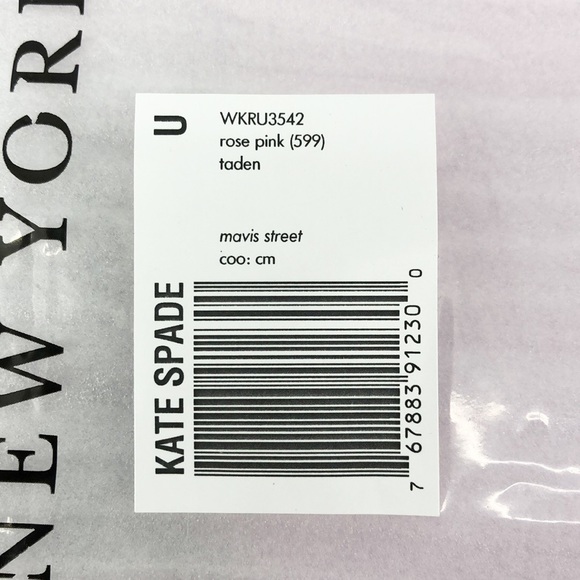 NEW YORK
U
WKRU3542
rose pink (599)
taden
mavis street
coo: cm
KATE SPADE
7 67883 91230 0